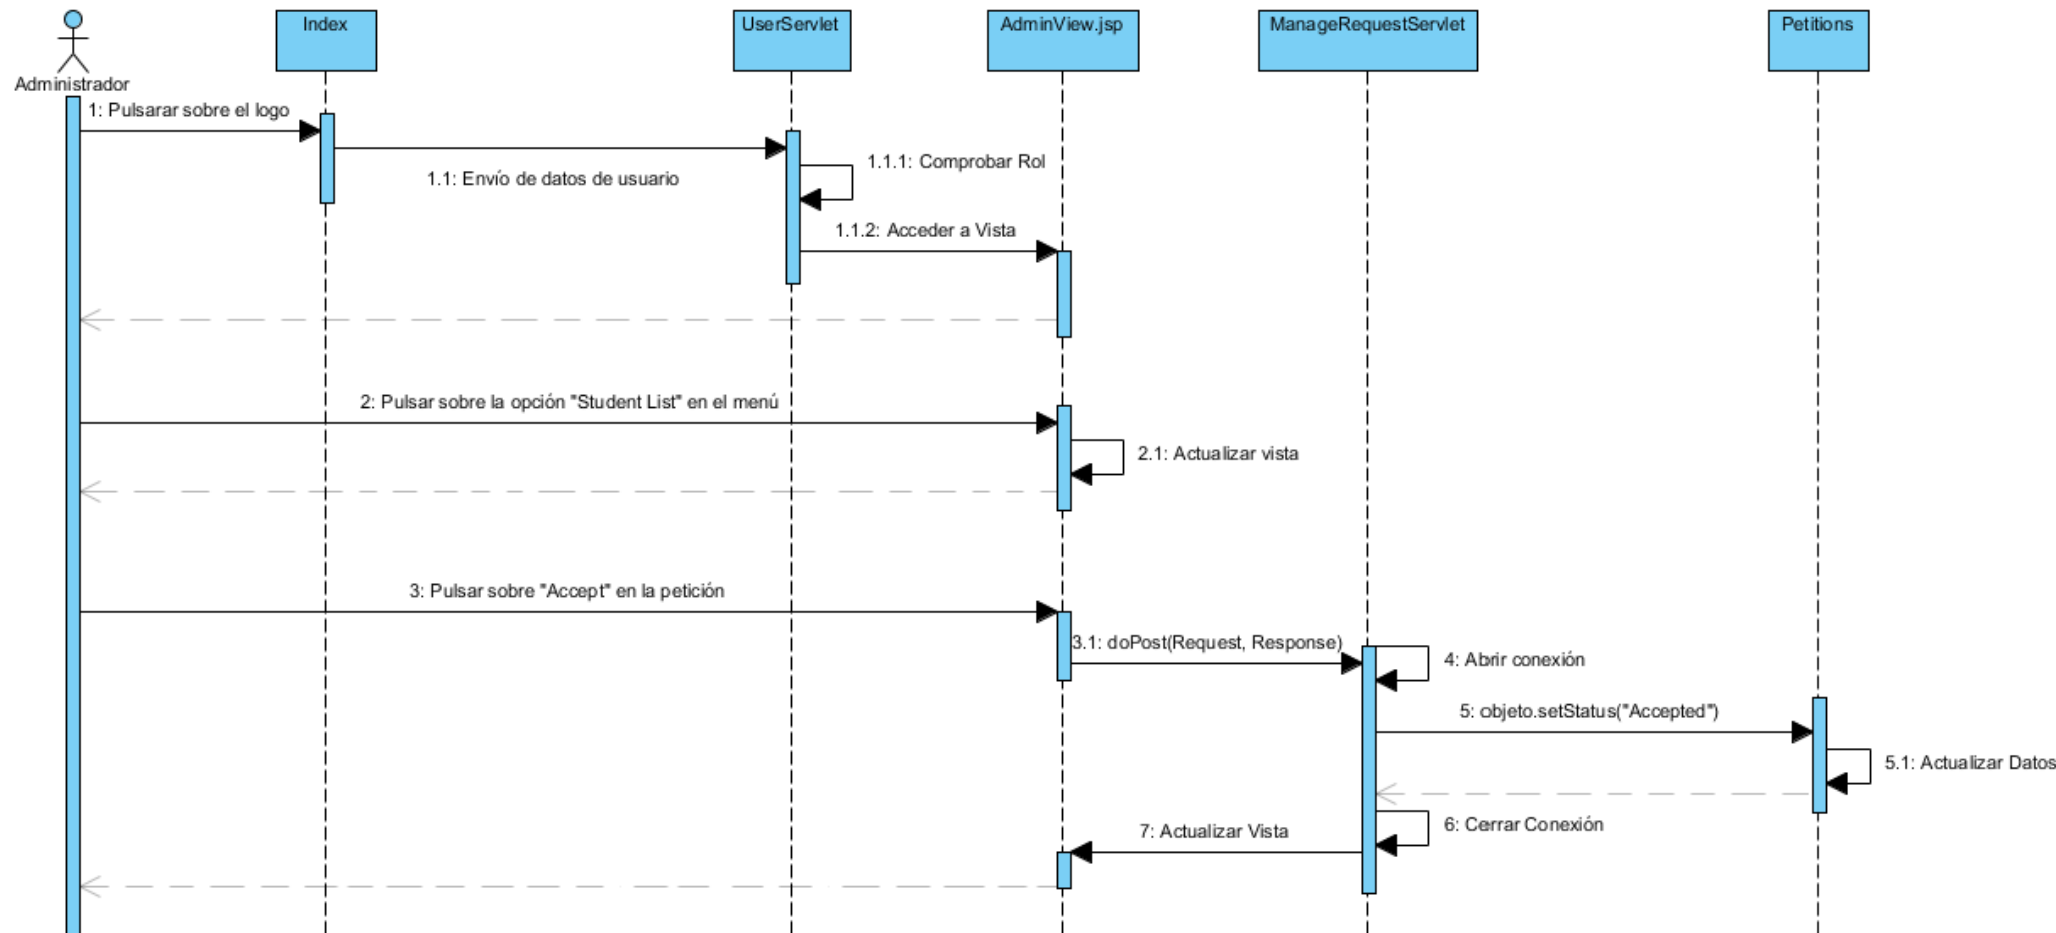 Index
UserServlet
AdminView.jsp
ManageRequestServlet
Petitions
Administrador
1: Pulsarar sobre el logo
1.1: Envío de datos de usuario
1.1.1: Comprobar Rol
1.1.2: Acceder a Vista
2: Pulsar sobre la opción "Student List" en el menú
2.1: Actualizar vista
3: Pulsar sobre "Accept" en la petición
3.1: doPost(Request, Response)
4: Abrir conexión
5: objeto.setStatus("Accepted")
5.1: Actualizar Datos
6: Cerrar Conexión
7: Actualizar Vista